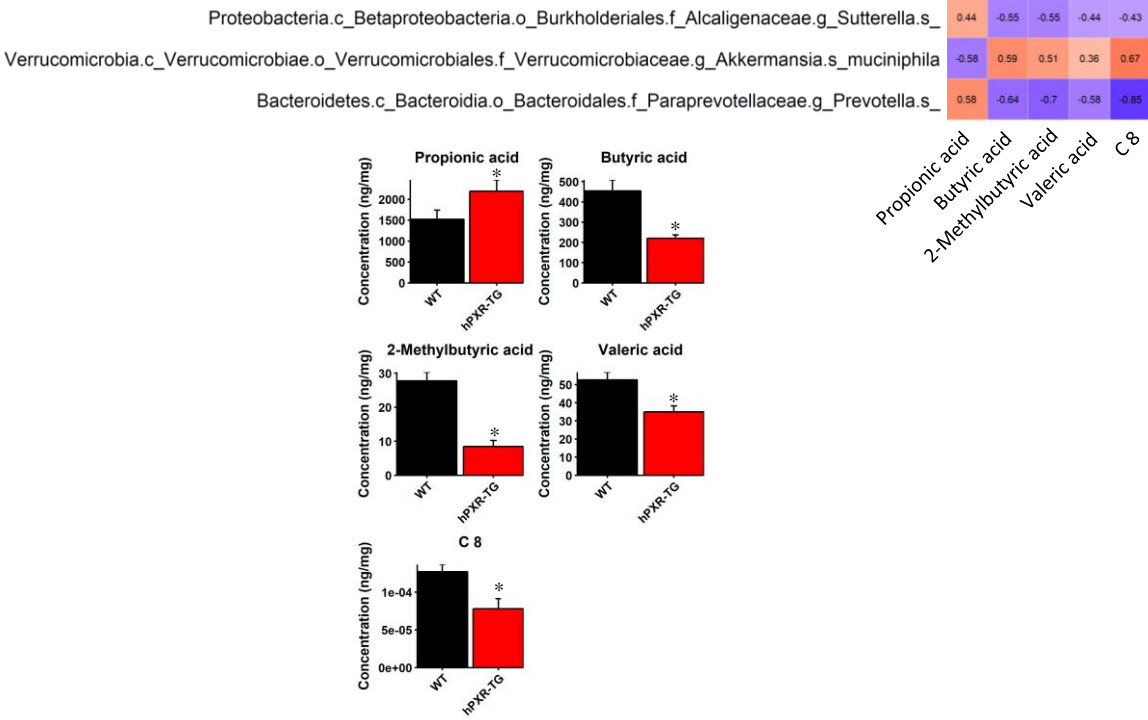 Proteobacteria.c_Betaproteobacteria.o_Burkholderiales.f_Alcaligenaceae.g_Sutterella.s_ 0.44 -0.55 -0.55 -0.44 -0.43
Verrucomicrobia.c_Verrucomicrobiae.o_Verrucomicrobiales.f_Verrucomicrobiaceae.g_Akkermansia.s_muciniphila -0.58 0.59 0.51 0.36 0.67
Bacteroidetes.c_Bacteroidia.o_Bacteroidales.f_Paraprevotellaceae.g_Prevotella.s_ 0.58 -0.64 -0.7 -0.58 -0.85
Propionic acid
Butyric acid
2-Methylbutyric acid
Valeric acid
C 8
Propionic acid
Concentration (ng/mg)
2000
1500
1000
500
0
*
WT
hPXR-TG
Butyric acid
Concentration (ng/mg)
500
400
300
200
100
0
*
WT
hPXR-TG
2-Methylbutyric acid
Concentration (ng/mg)
30
20
10
0
*
WT
hPXR-TG
Valeric acid
Concentration (ng/mg)
50
40
30
20
10
0
*
WT
hPXR-TG
C 8
Concentration (ng/mg)
1e-04
5e-05
0e+00
*
WT
hPXR-TG